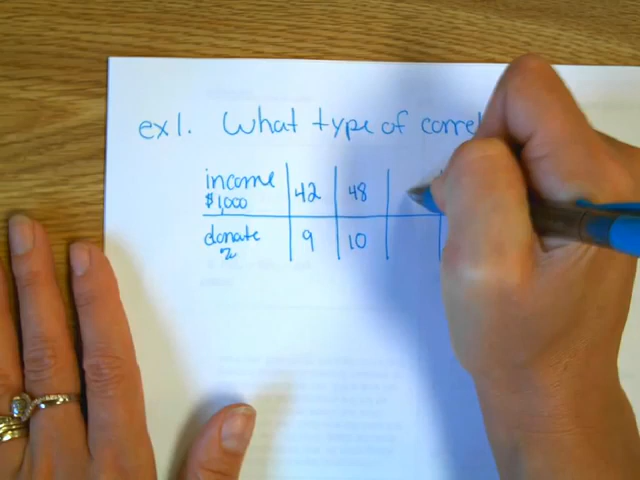 ex1. What type of corre
income 42 48
$1,000
donate 9 10
%